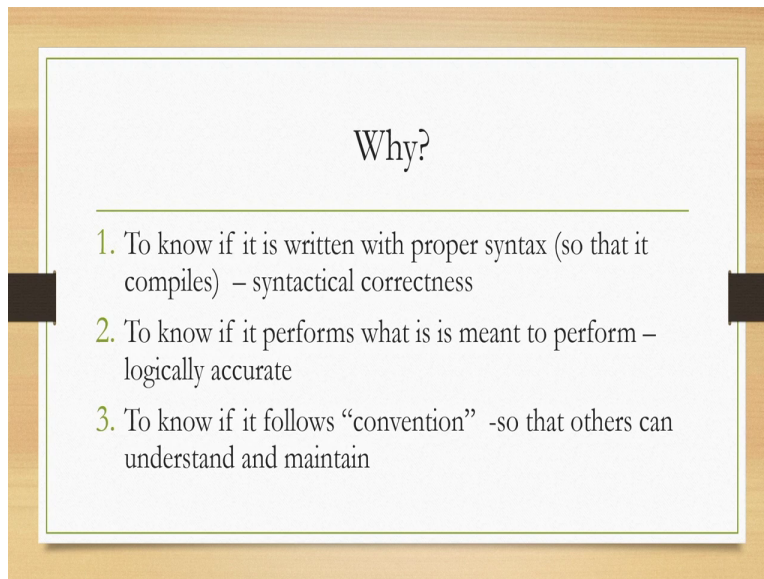 Why?
1. To know if it is written with proper syntax (so that it
compiles)  – syntactical correctness
2. To know if it performs what is is meant to perform –
logically accurate
3. To know if it follows “convention”  -so that others can
understand and maintain